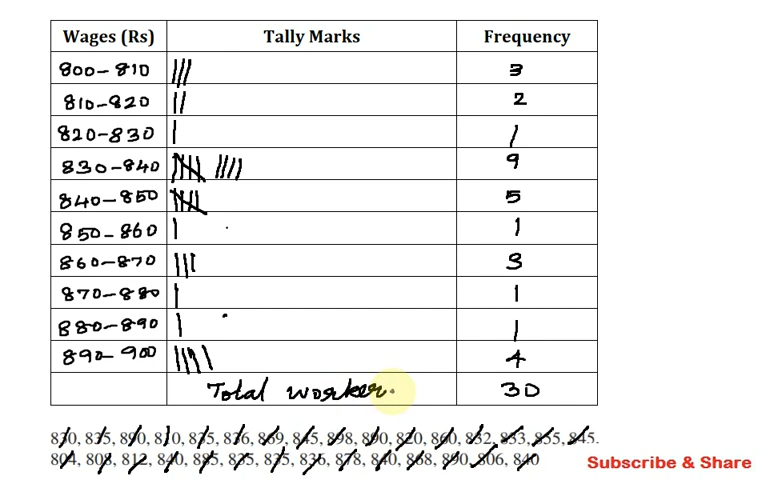 Wages (Rs) Tally Marks Frequency
800-810 ||| 3
810-820 || 2
820-830 | 1
830-840 |||| |||| 9
840-850 |||| 5
850-860 | 1
860-870 ||| 3
870-880 | 1
880-890 | 1
890-900 |||| 4
Total worker. 30
830, 835, 890, 810, 835, 836, 869, 845, 898, 890, 820, 860, 832, 833, 855, 845.
804, 808, 812, 840, 885, 835, 835, 836, 878, 840, 868, 890, 806, 840
Subscribe & Share